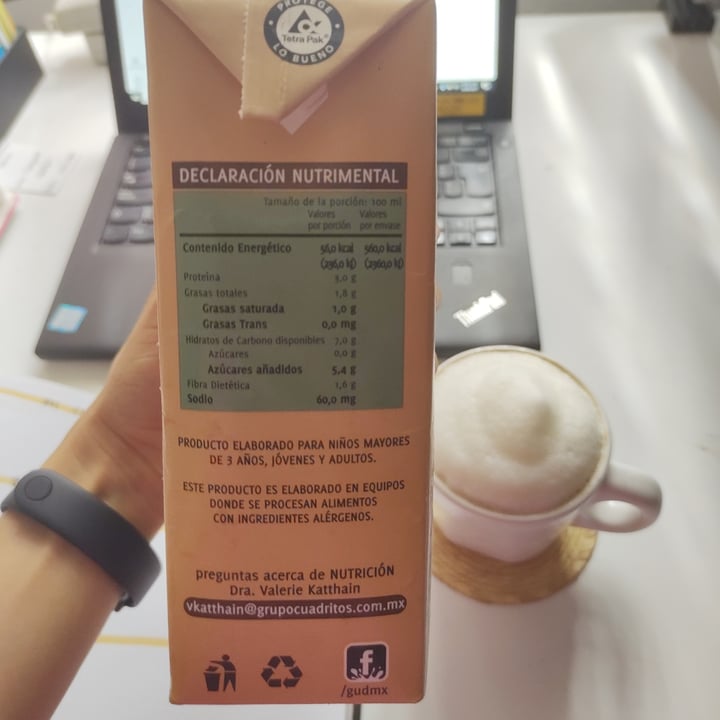 PROTEGE
Tetra Pak®
LO BUENO
DECLARACIÓN NUTRIMENTAL
Tamaño de la porción: 100 ml
Valores por porción Valores por envase
Contenido Energético 56,0 kcal 560,0 kcal
(236,0 kJ) (2360,0 kJ)
Proteína 3,0 g
Grasas totales 1,8 g
Grasas saturada 1,0 g
Grasas Trans 0,0 mg
Hidratos de Carbono disponibles 7,0 g
Azúcares 0,0 g
Azúcares añadidos 5,4 g
Fibra Dietética 1,6 g
Sodio 60,0 mg
PRODUCTO ELABORADO PARA NIÑOS MAYORES
DE 3 AÑOS, JÓVENES Y ADULTOS.
ESTE PRODUCTO ES ELABORADO EN EQUIPOS
DONDE SE PROCESAN ALIMENTOS
CON INGREDIENTES ALÉRGENOS.
preguntas acerca de NUTRICIÓN
Dra. Valerie Katthain
vkatthain@grupocuadritos.com.mx
f
/gudmx
ThinkPad